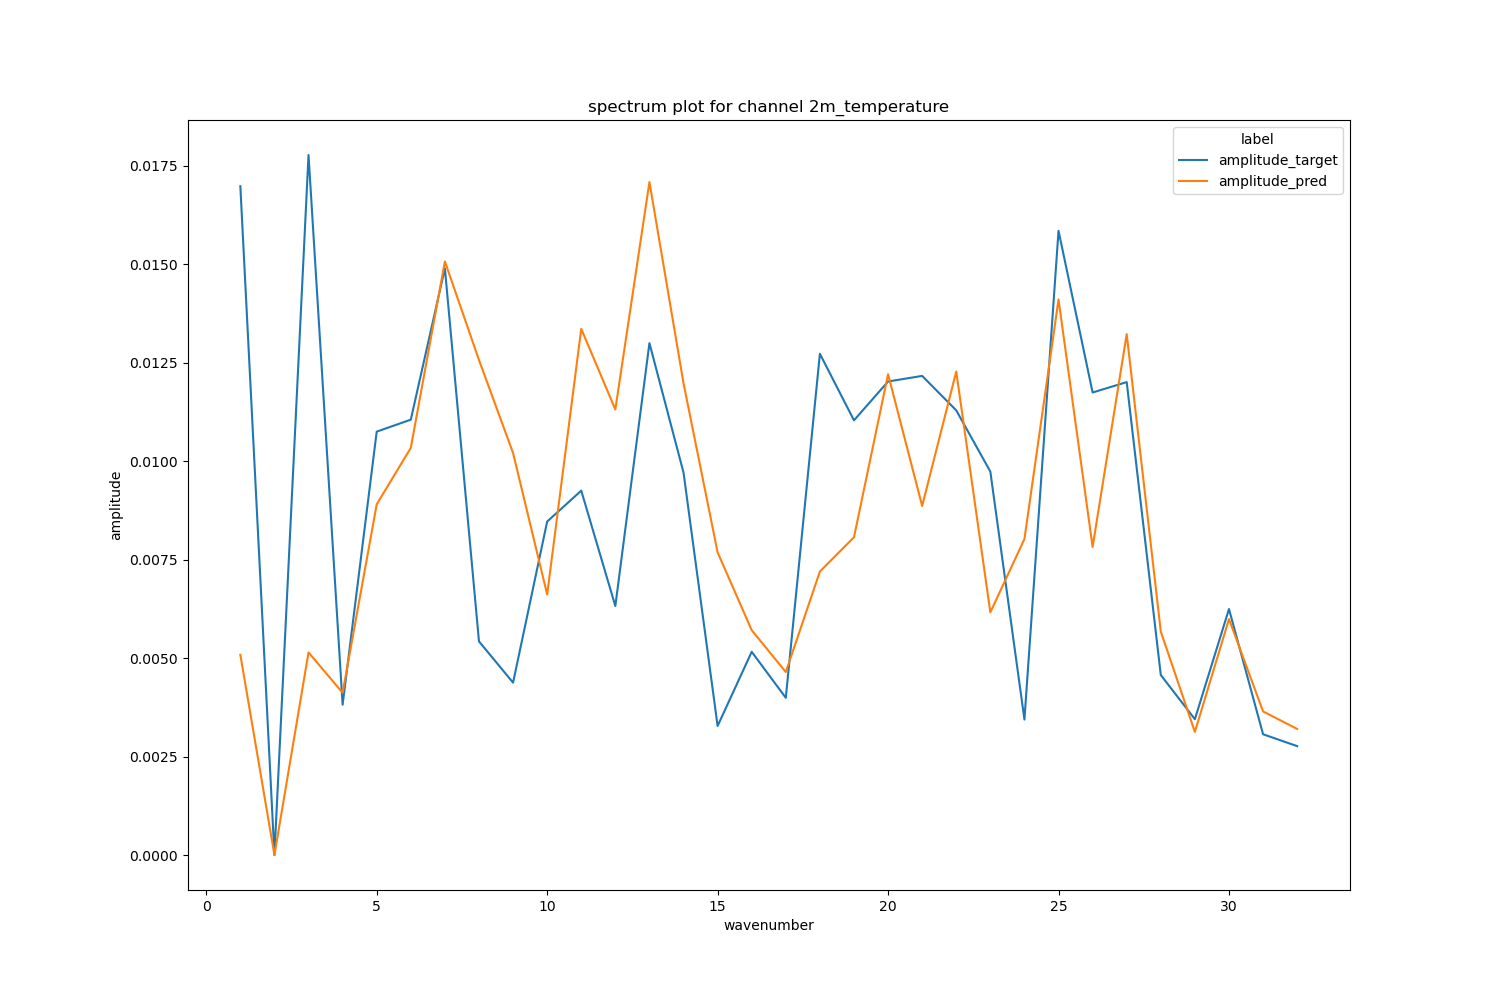 spectrum plot for channel 2m_temperature
label
amplitude_target
amplitude_pred
0.0175
0.0150
0.0125
0.0100
0.0075
0.0050
0.0025
0.0000
amplitude
0 5 10 15 20 25 30
wavenumber